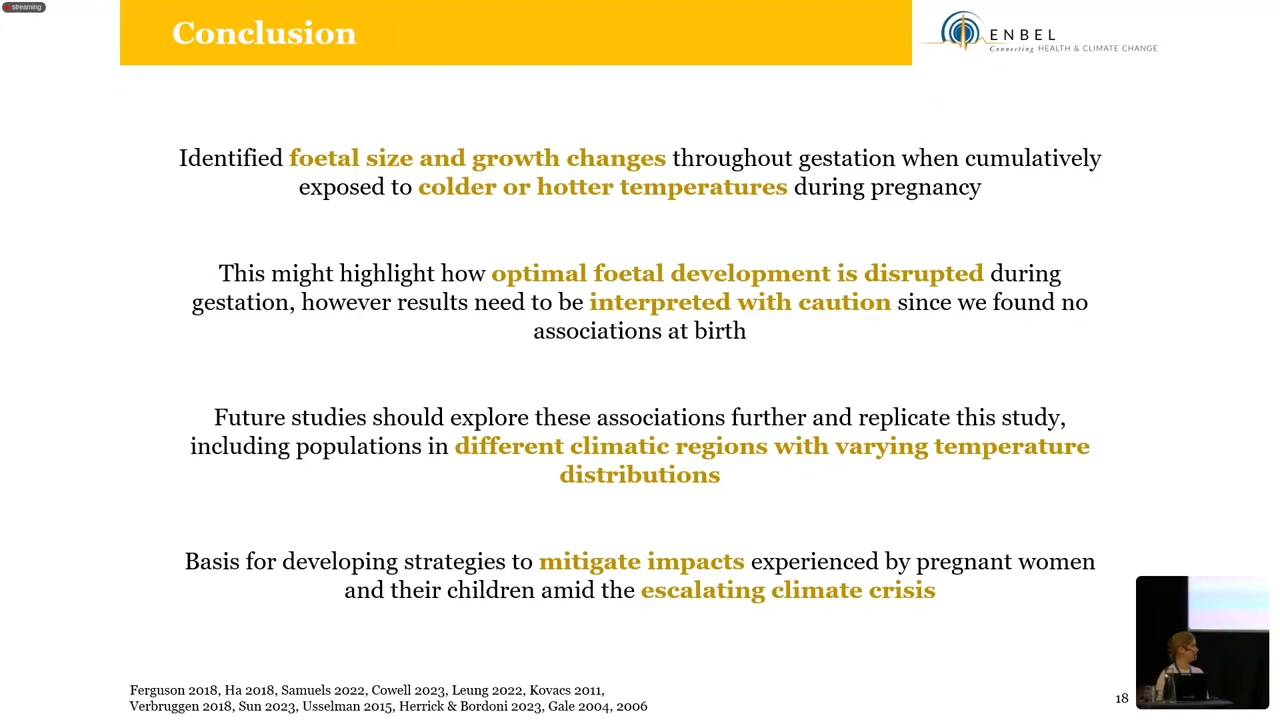 streaming
Conclusion
ENBEL
Connecting HEALTH & CLIMATE CHANGE
Identified foetal size and growth changes throughout gestation when cumulatively
exposed to colder or hotter temperatures during pregnancy
This might highlight how optimal foetal development is disrupted during
gestation, however results need to be interpreted with caution since we found no
associations at birth
Future studies should explore these associations further and replicate this study,
including populations in different climatic regions with varying temperature
distributions
Basis for developing strategies to mitigate impacts experienced by pregnant women
and their children amid the escalating climate crisis
Ferguson 2018, Ha 2018, Samuels 2022, Cowell 2023, Leung 2022, Kovacs 2011,
Verbruggen 2018, Sun 2023, Usselman 2015, Herrick & Bordoni 2023, Gale 2004, 2006
18